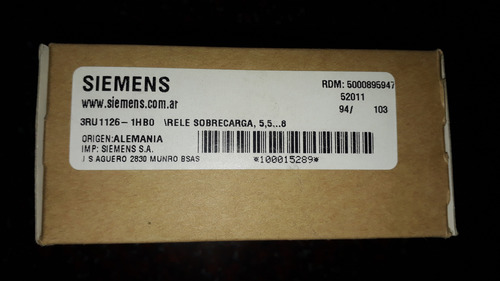 SIEMENS
RDM: 5000895947
www.siemens.com.ar
52011
94/ 103
3RU1126-1HB0 \RELE SOBRECARGA, 5,5...8
ORIGEN:ALEMANIA
IMP: SIEMENS S.A.
J S AGUERO 2830 MUNRO BSAS
*100015289*